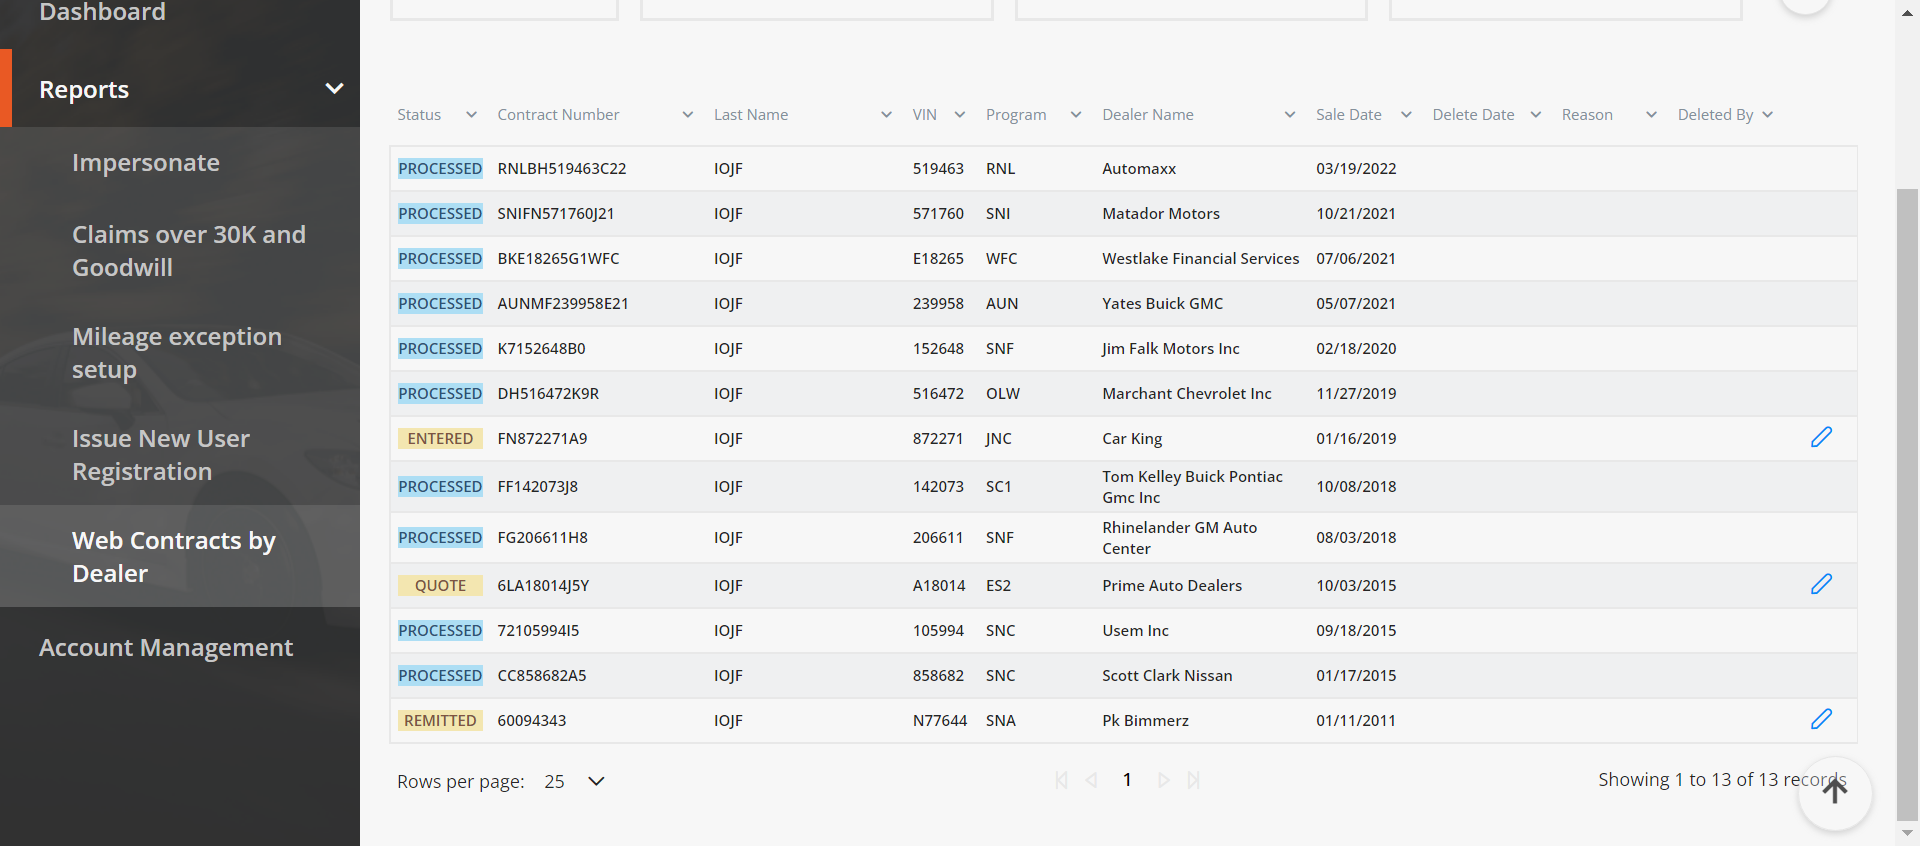 Dashboard
Reports
Impersonate
Claims over 30K and
Goodwill
Mileage exception
setup
Issue New User
Registration
Web Contracts by
Dealer
Account Management
Status Contract Number Last Name VIN Program Dealer Name Sale Date Delete Date Reason Deleted By
PROCESSED RNLBH519463C22 IOJF 519463 RNL Automaxx 03/19/2022
PROCESSED SNIFN571760J21 IOJF 571760 SNI Matador Motors 10/21/2021
PROCESSED BKE18265G1WFC IOJF E18265 WFC Westlake Financial Services 07/06/2021
PROCESSED AUNMF239958E21 IOJF 239958 AUN Yates Buick GMC 05/07/2021
PROCESSED K7152648B0 IOJF 152648 SNF Jim Falk Motors Inc 02/18/2020
PROCESSED DH516472K9R IOJF 516472 OLW Marchant Chevrolet Inc 11/27/2019
ENTERED FN872271A9 IOJF 872271 JNC Car King 01/16/2019
PROCESSED FF142073J8 IOJF 142073 SC1 Tom Kelley Buick Pontiac
Gmc Inc 10/08/2018
PROCESSED FG206611H8 IOJF 206611 SNF Rhinelander GM Auto
Center 08/03/2018
QUOTE 6LA18014J5Y IOJF A18014 ES2 Prime Auto Dealers 10/03/2015
PROCESSED 72105994I5 IOJF 105994 SNC Usem Inc 09/18/2015
PROCESSED CC858682A5 IOJF 858682 SNC Scott Clark Nissan 01/17/2015
REMITTED 60094343 IOJF N77644 SNA Pk Bimmerz 01/11/2011
Rows per page: 25
1
Showing 1 to 13 of 13 records